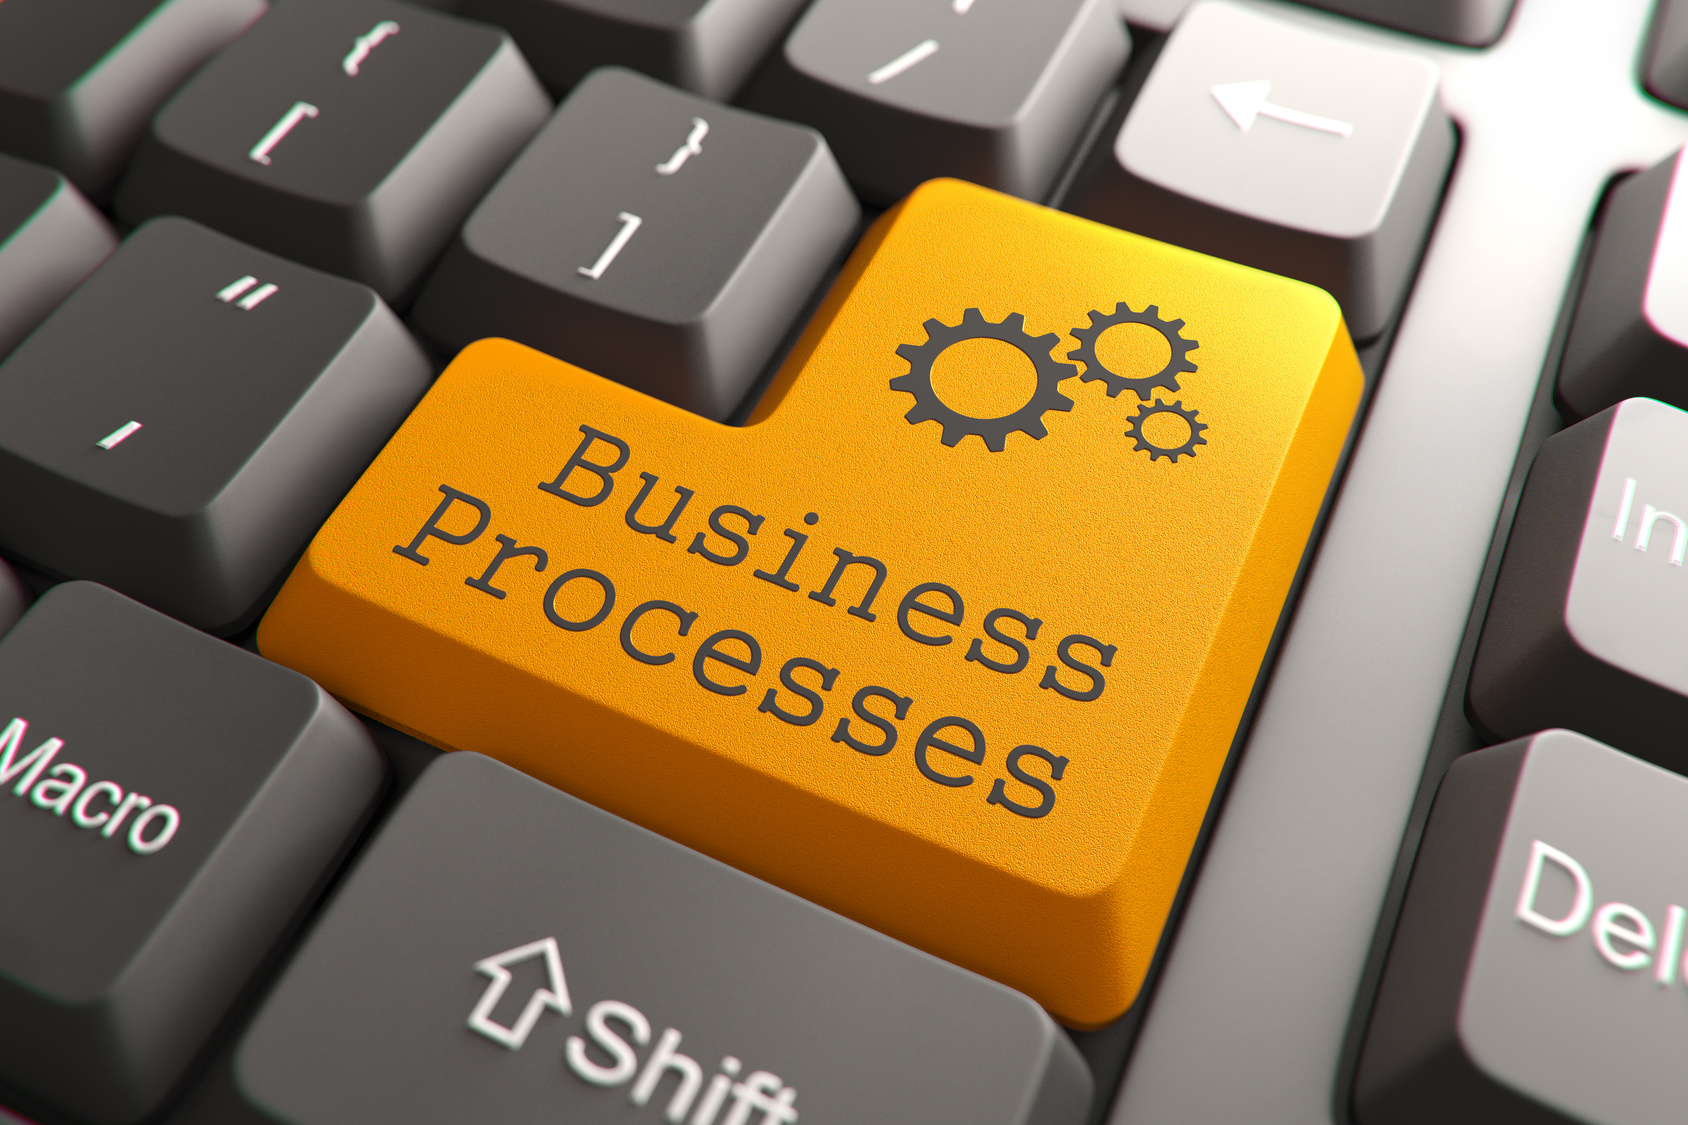 {
[
}
]
"
'
Business
Processes
Macro
Shift